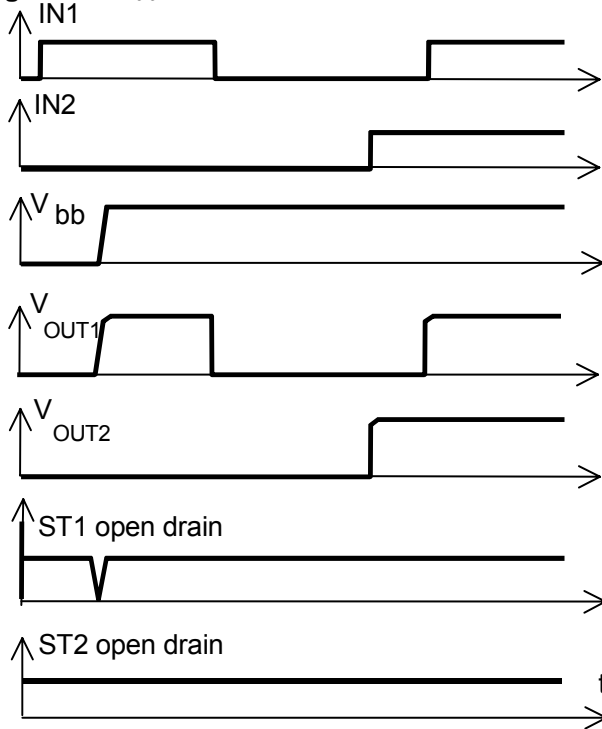 IN1
IN2
V bb
V OUT1
V OUT2
ST1 open drain
ST2 open drain
t